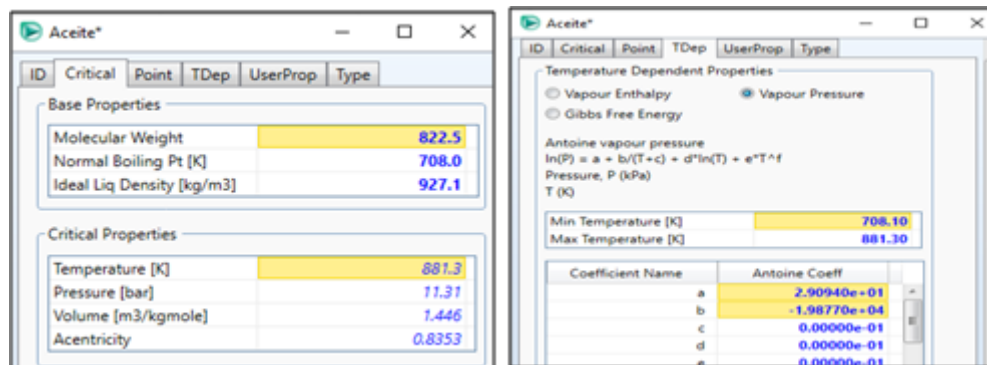 Aceite*
ID Critical Point TDep UserProp Type
Base Properties
Molecular Weight 822.5
Normal Boiling Pt [K] 708.0
Ideal Liq Density [kg/m3] 927.1
Critical Properties
Temperature [K] 881.3
Pressure [bar] 11.31
Volume [m3/kgmole] 1.446
Acentricity 0.8353
Aceite*
ID Critical Point TDep UserProp Type
Temperature Dependent Properties
Vapour Enthalpy Vapour Pressure
Gibbs Free Energy
Antoine vapour pressure
ln(P) = a + b/(T+c) + d*ln(T) + e*T^f
Pressure, P (kPa)
T (K)
Min Temperature [K] 708.10
Max Temperature [K] 881.30
Coefficient Name Antoine Coeff
a 2.90940e+01
b -1.98770e+04
c 0.00000e-01
d 0.00000e-01
e 0.00000e-01